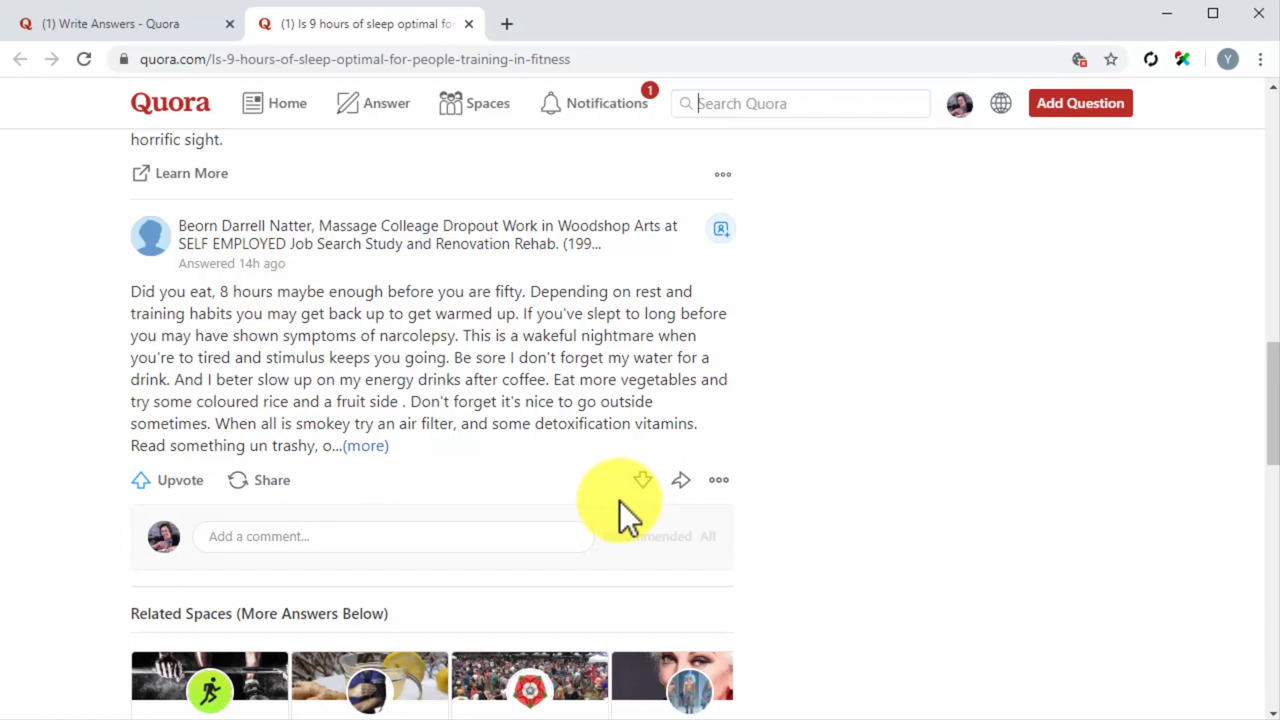 (1) Write Answers - Quora
(1) Is 9 hours of sleep optimal fo
quora.com/Is-9-hours-of-sleep-optimal-for-people-training-in-fitness
Y
Quora
Home
Answer
Spaces
Notifications
1
Search Quora
Add Question
horrific sight.
Learn More
Beorn Darrell Natter, Massage Colleage Dropout Work in Woodshop Arts at
SELF EMPLOYED Job Search Study and Renovation Rehab. (199...
Answered 14h ago
Did you eat, 8 hours maybe enough before you are fifty. Depending on rest and
training habits you may get back up to get warmed up. If you've slept to long before
you may have shown symptoms of narcolepsy. This is a wakeful nightmare when
you're to tired and stimulus keeps you going. Be sore I don't forget my water for a
drink. And I beter slow up on my energy drinks after coffee. Eat more vegetables and
try some coloured rice and a fruit side . Don't forget it's nice to go outside
sometimes. When all is smokey try an air filter, and some detoxification vitamins.
Read something un trashy, o...(more)
Upvote
Share
Add a comment...
All
Related Spaces (More Answers Below)